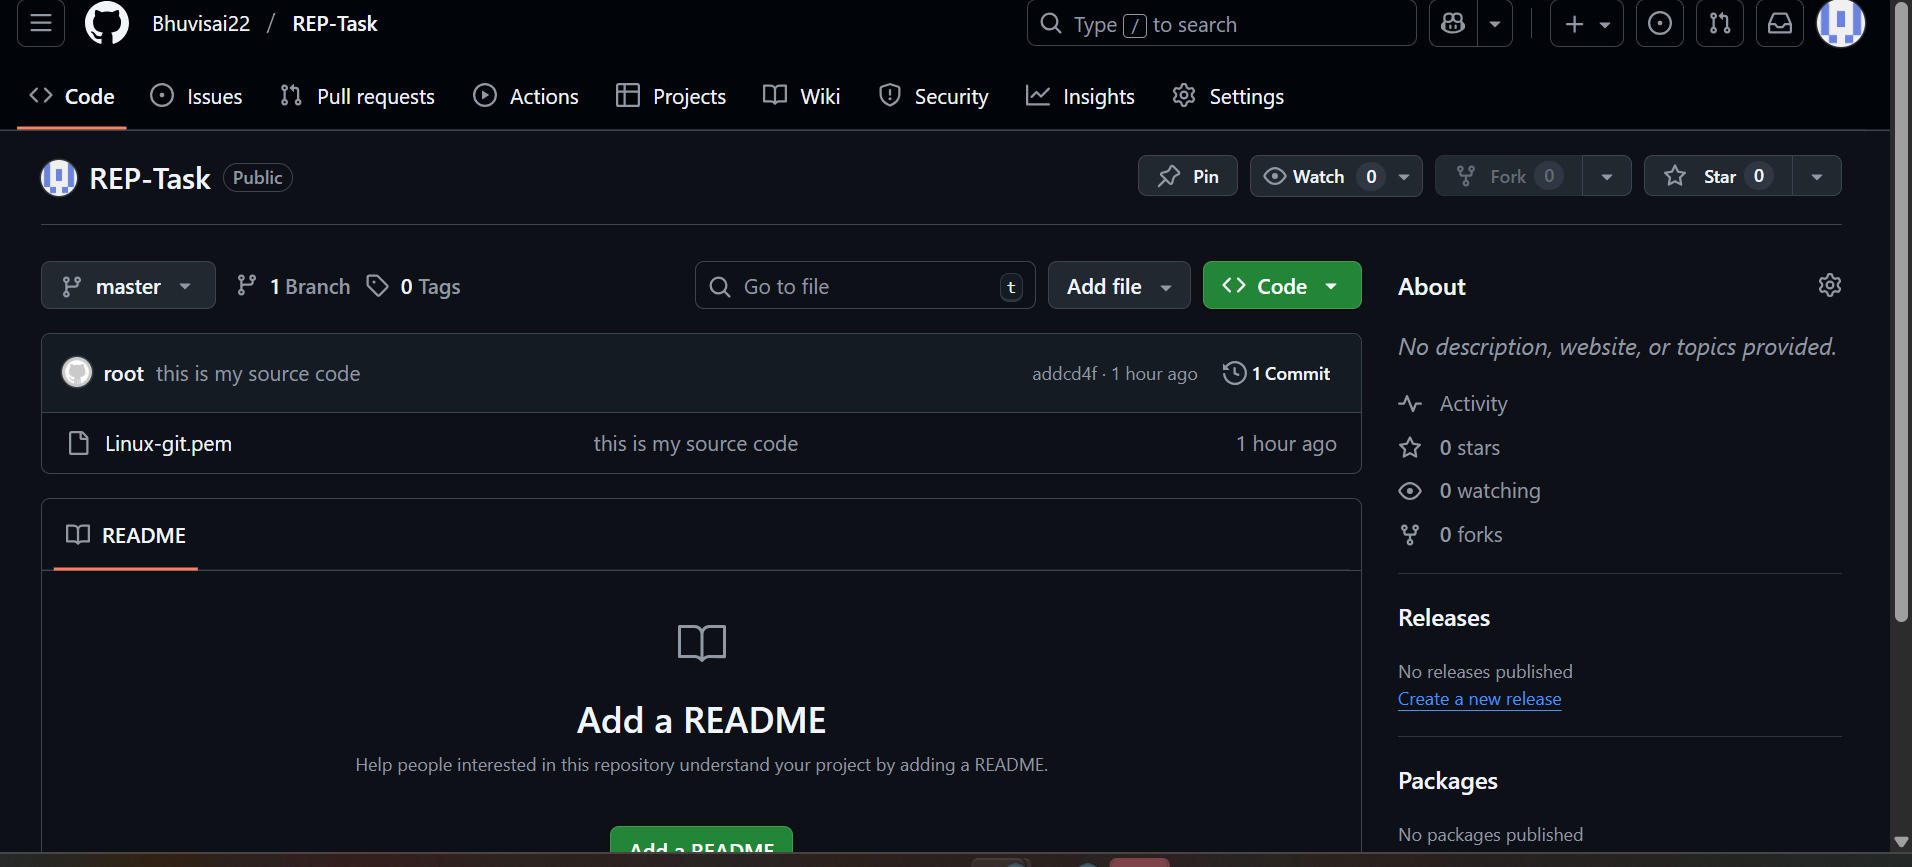 Bhuvisai22 / REP-Task
Type / to search
Code Issues Pull requests Actions Projects Wiki Security Insights Settings
REP-Task Public
Pin Watch 0 Fork 0 Star 0
master 1 Branch 0 Tags Go to file t Add file Code
root this is my source code addcd4f · 1 hour ago 1 Commit
Linux-git.pem this is my source code 1 hour ago
README
Add a README
Help people interested in this repository understand your project by adding a README.
Add a README
About
No description, website, or topics provided.
Activity
0 stars
0 watching
0 forks
Releases
No releases published
Create a new release
Packages
No packages published